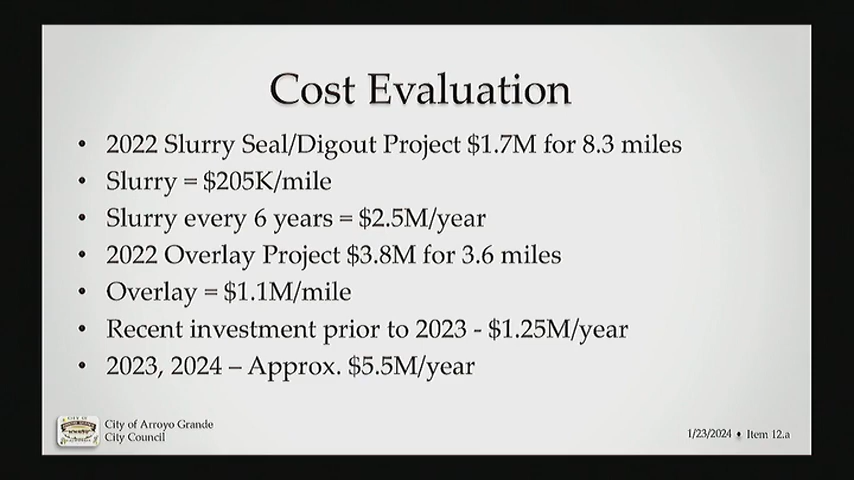 Cost Evaluation
• 2022 Slurry Seal/Digout Project $1.7M for 8.3 miles
• Slurry = $205K/mile
• Slurry every 6 years = $2.5M/year
• 2022 Overlay Project $3.8M for 3.6 miles
• Overlay = $1.1M/mile
• Recent investment prior to 2023 - $1.25M/year
• 2023, 2024 – Approx. $5.5M/year
City of Arroyo Grande
City Council
1/23/2024 • Item 12.a